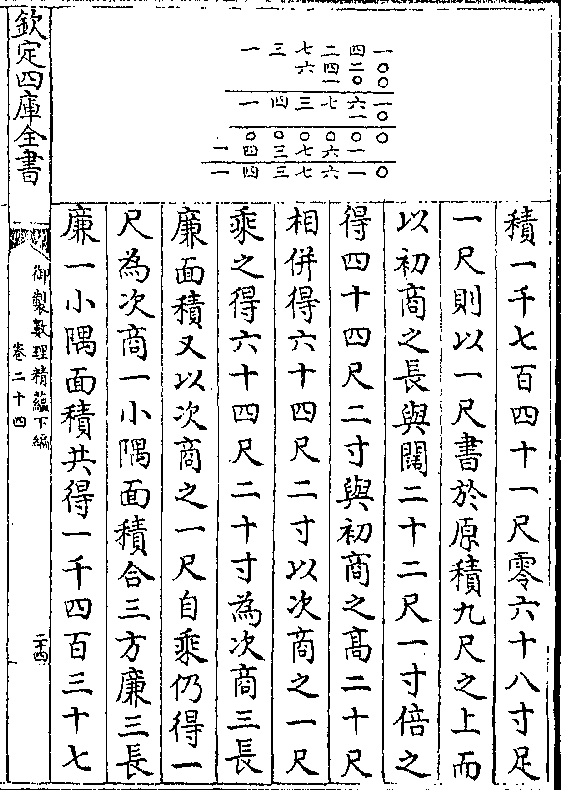 一三七二四一
六四二〇
一〇〇
一四三七六一
一〇
〇〇〇〇〇〇
一四三七六一
一四三七六一〇
積一千七百四十一尺零六十八寸足
一尺則以一尺書於原積九尺之上而
以初商之長與闊二十二尺一寸倍之
得四十四尺二寸與初商之髙二十尺
相併得六十四尺二寸以次商之一尺
乘之得六十四尺二十寸為次商三長
廉面積又以次商之一尺自乘仍得一
尺為次商一小隅面積合三方廉三長
廉一小隅面積共得一千四百三十七
欽定四庫全書
御製數理精蘊下編
卷二十四
二十四